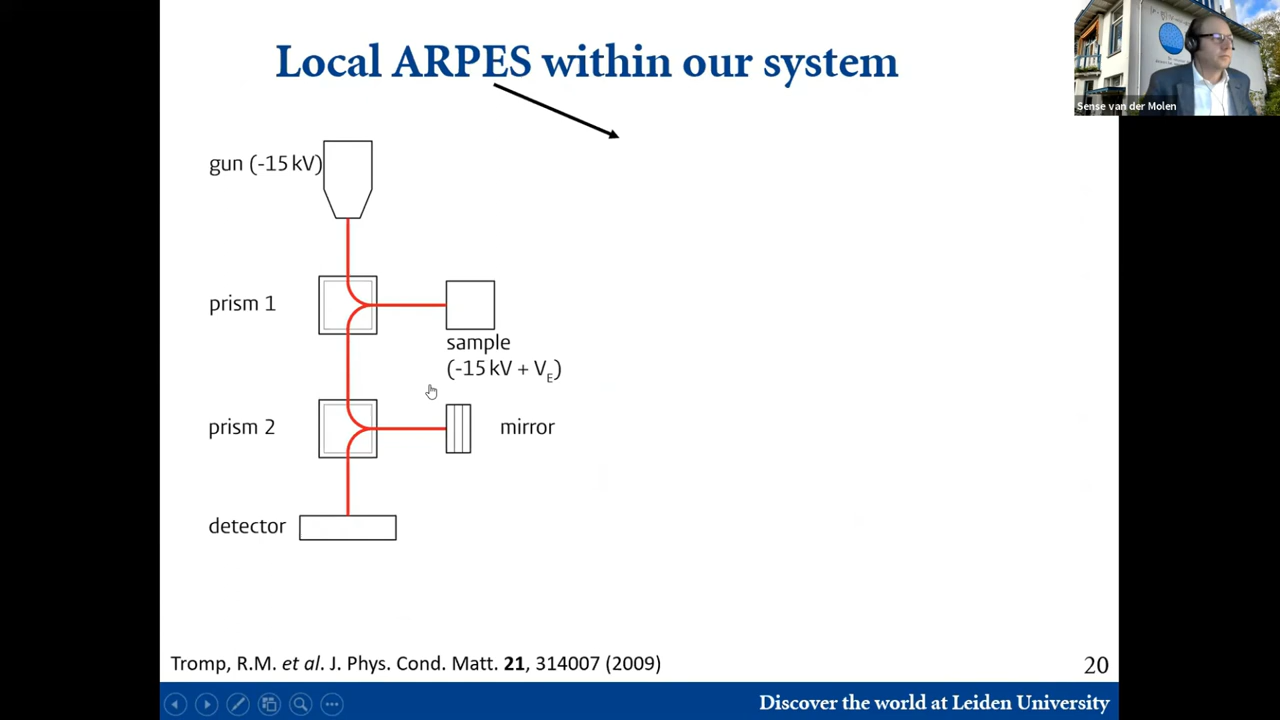 Local ARPES within our system
Sense van der Molen
gun (-15 kV)
prism 1
sample
(-15 kV + VE)
prism 2
mirror
detector
Tromp, R.M. et al. J. Phys. Cond. Matt. 21, 314007 (2009)
20
Discover the world at Leiden University